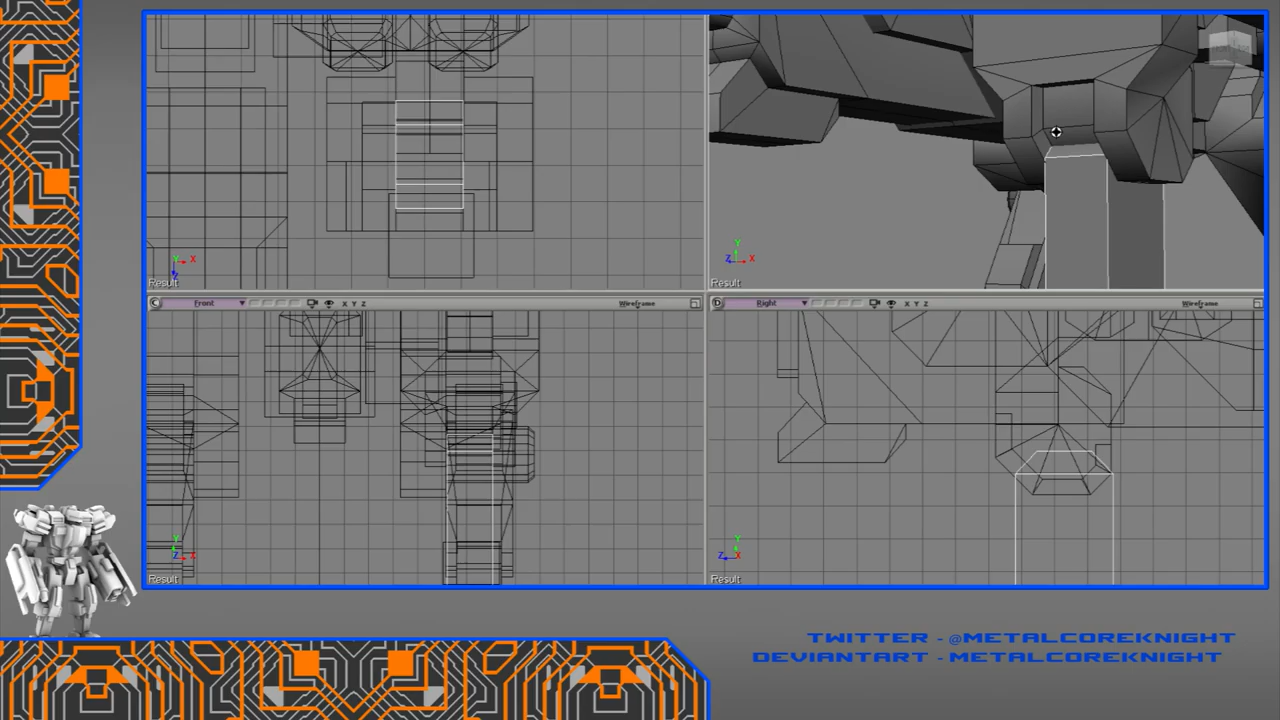 Y X
Z
Result
Y
Z X
Result
C Front X Y Z Wireframe
D Right X Y Z Wireframe
Y
Z X
Result
Y
Z X
Result
TWITTER - @METALCOREKNIGHT
DEVIANTART - METALCOREKNIGHT